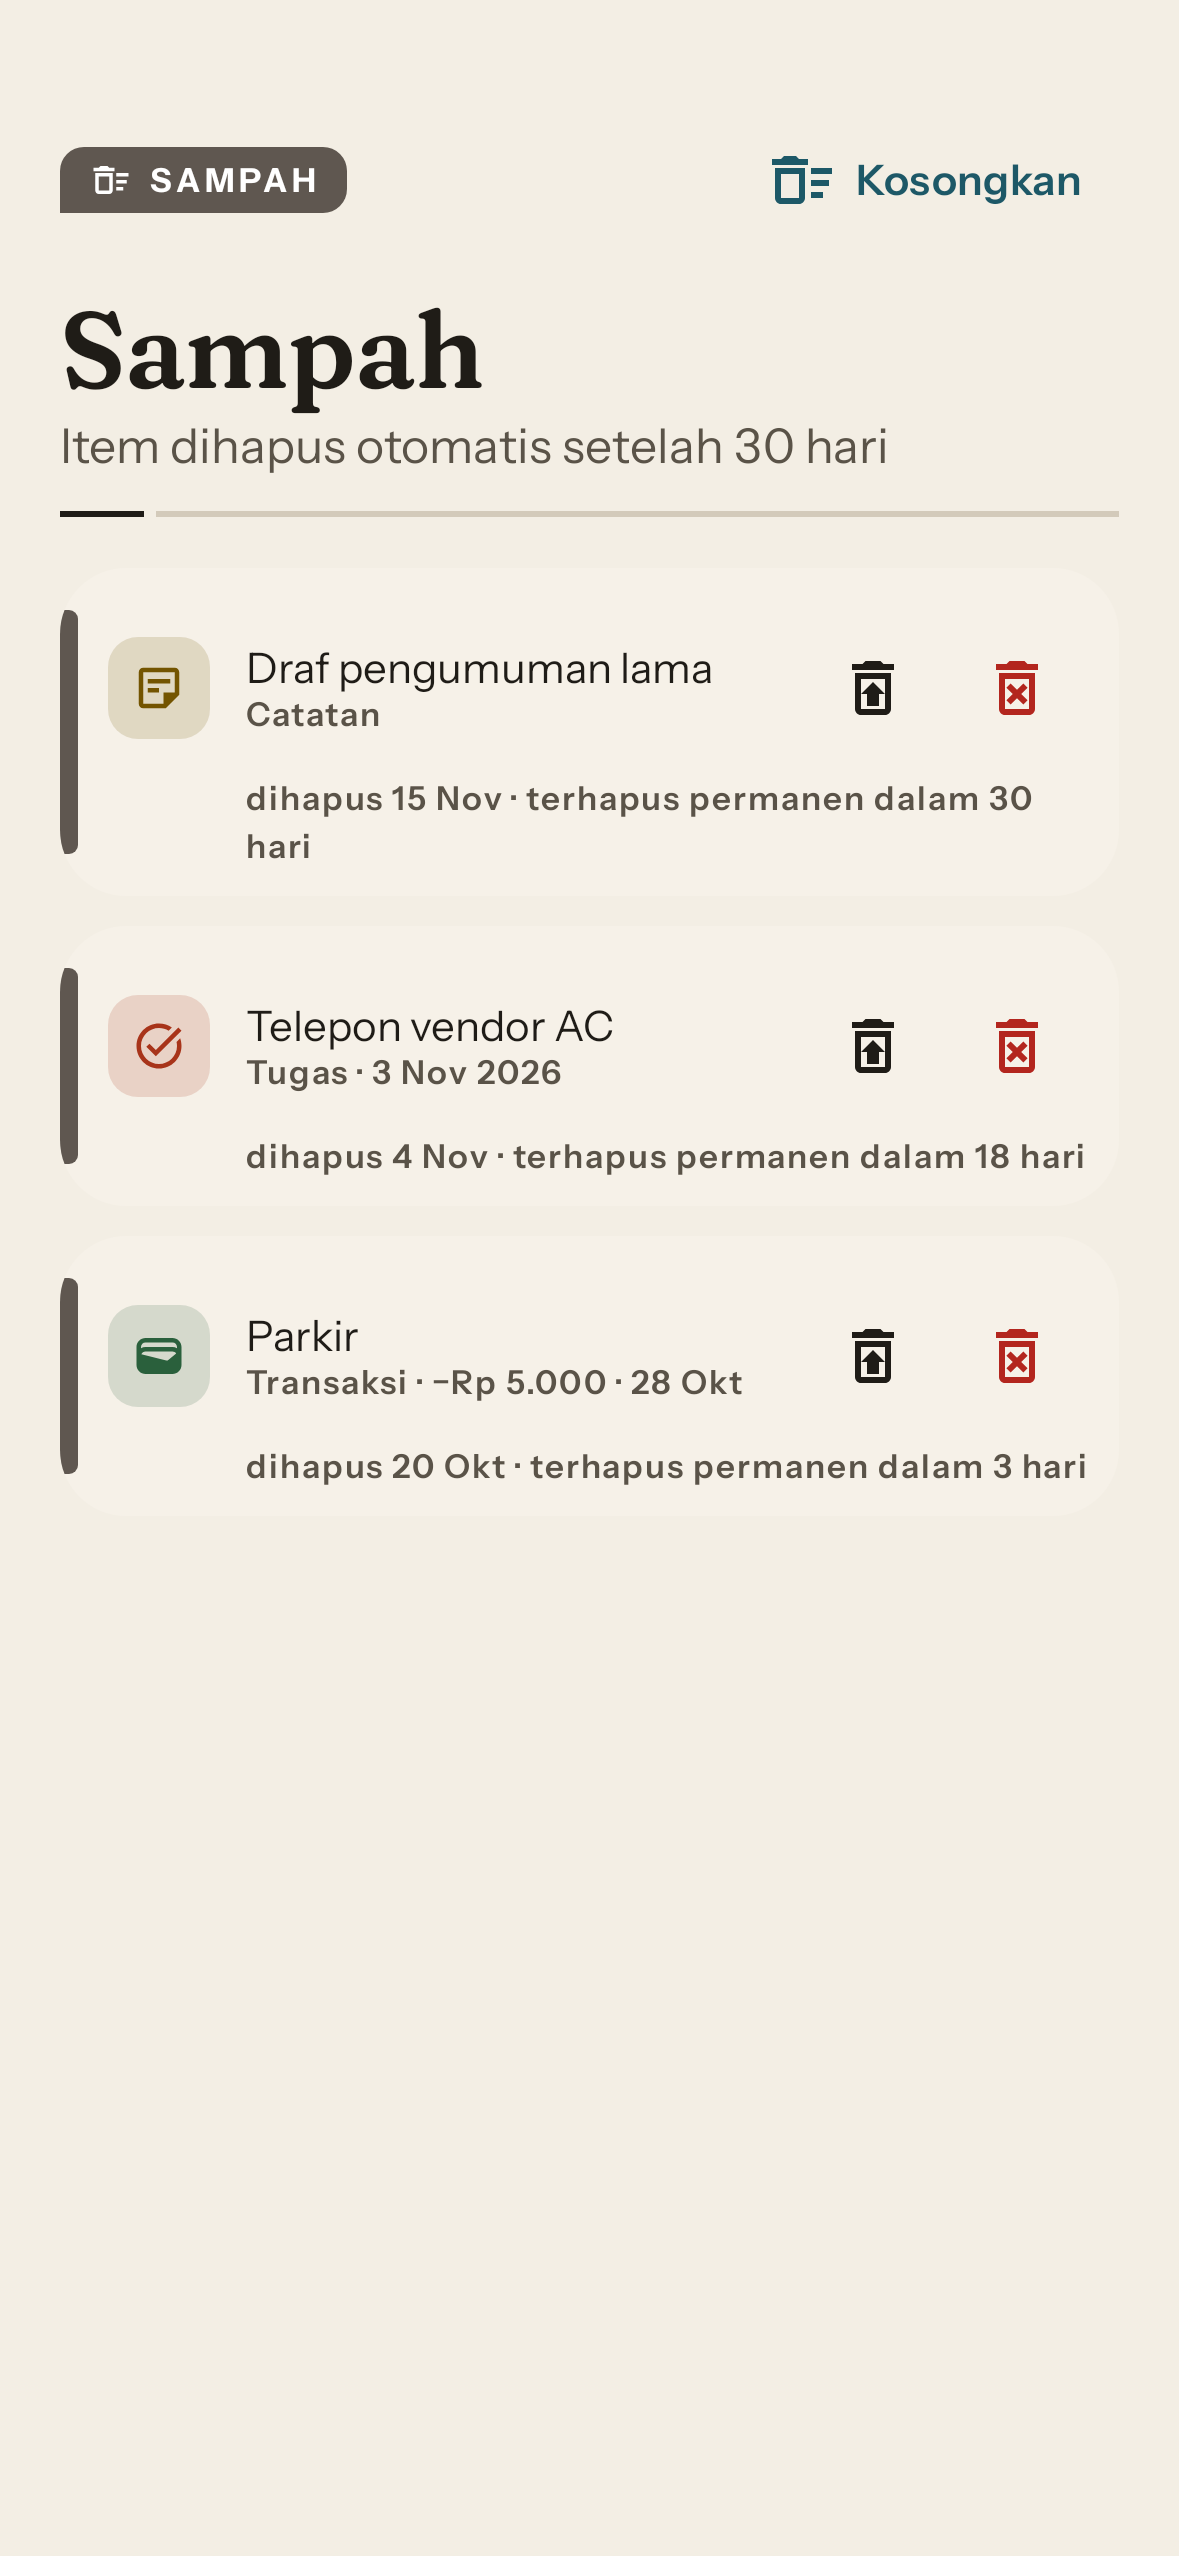 SAMPAH
Kosongkan
Sampah
Item dihapus otomatis setelah 30 hari
Draf pengumuman lama
Catatan
dihapus 15 Nov · terhapus permanen dalam 30
hari
Telepon vendor AC
Tugas · 3 Nov 2026
dihapus 4 Nov · terhapus permanen dalam 18 hari
Parkir
Transaksi · −Rp 5.000 · 28 Okt
dihapus 20 Okt · terhapus permanen dalam 3 hari